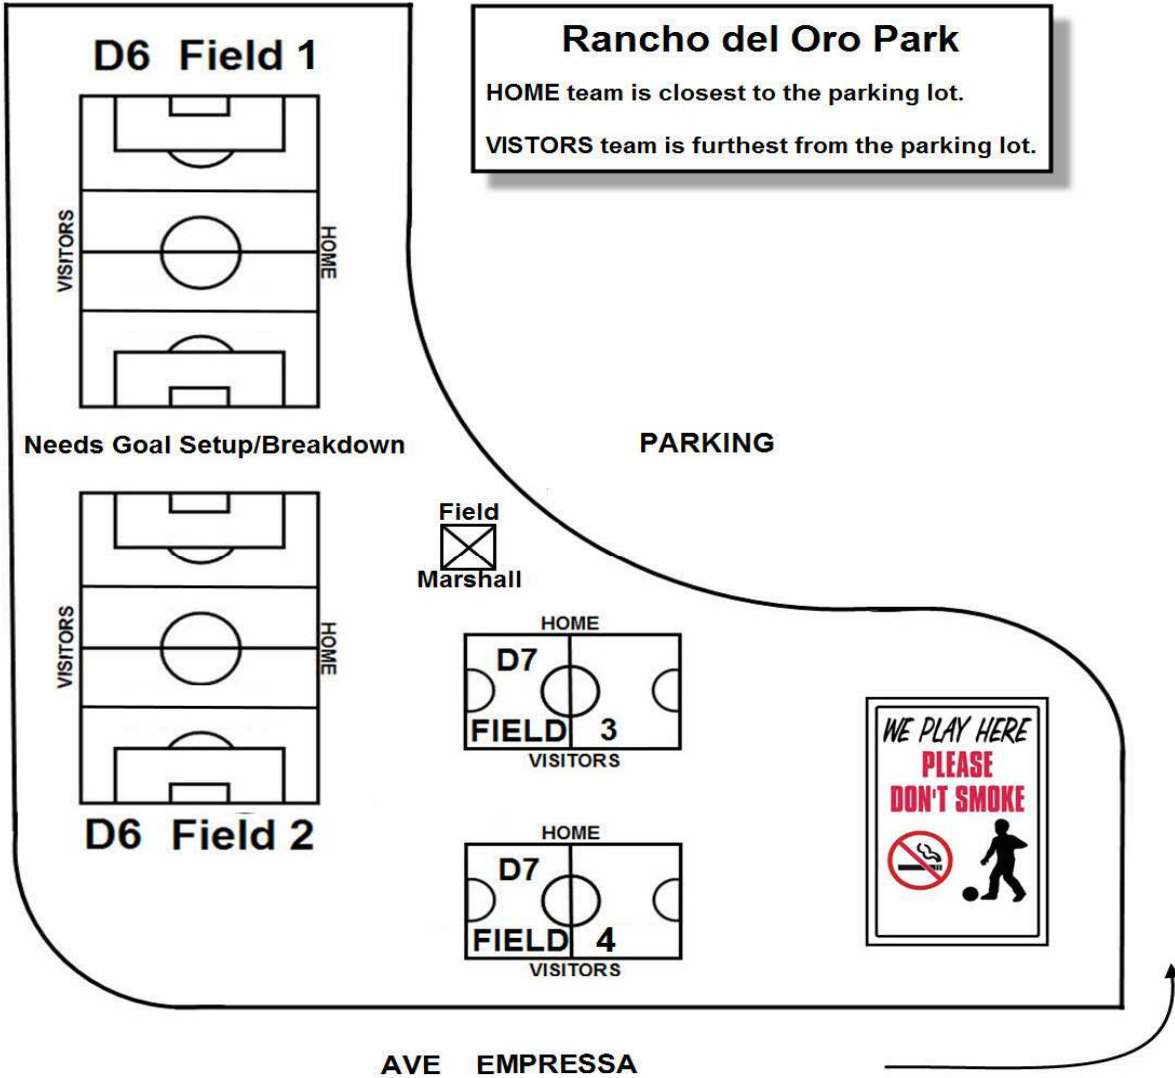 Rancho del Oro Park
HOME team is closest to the parking lot.
VISTORS team is furthest from the parking lot.
D6 Field 1
VISITORS
HOME
Needs Goal Setup/Breakdown
PARKING
Field
Marshall
VISITORS
HOME
D6 Field 2
HOME
D7
FIELD 3
VISITORS
HOME
D7
FIELD 4
VISITORS
WE PLAY HERE
PLEASE
DON'T SMOKE
AVE EMPRESSA